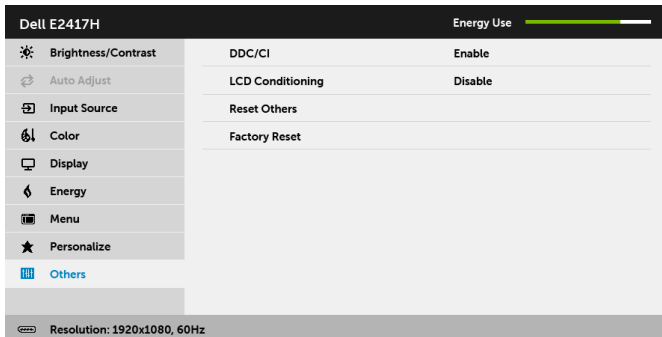 Dell E2417H Energy Use
Brightness/Contrast DDC/CI Enable
Auto Adjust LCD Conditioning Disable
Input Source Reset Others
Color Factory Reset
Display
Energy
Menu
Personalize
Others
Resolution: 1920x1080, 60Hz